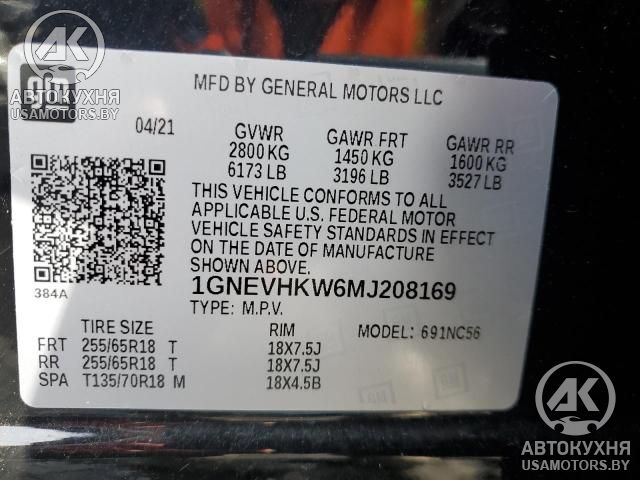 AK
АВТОКУХНЯ
USAMOTORS.BY
gm
MFD BY GENERAL MOTORS LLC
04/21
GVWR
2800 KG
6173 LB
GAWR FRT
1450 KG
3196 LB
GAWR RR
1600 KG
3527 LB
THIS VEHICLE CONFORMS TO ALL
APPLICABLE U.S. FEDERAL MOTOR
VEHICLE SAFETY STANDARDS IN EFFECT
ON THE DATE OF MANUFACTURE
SHOWN ABOVE.
384A
1GNEVHKW6MJ208169
TYPE: M.P.V.
TIRE SIZE RIM MODEL: 691NC56
FRT 255/65R18 T 18X7.5J
RR 255/65R18 T 18X7.5J
SPA T135/70R18 M 18X4.5B
AK
АВТОКУХНЯ
USAMOTORS.BY